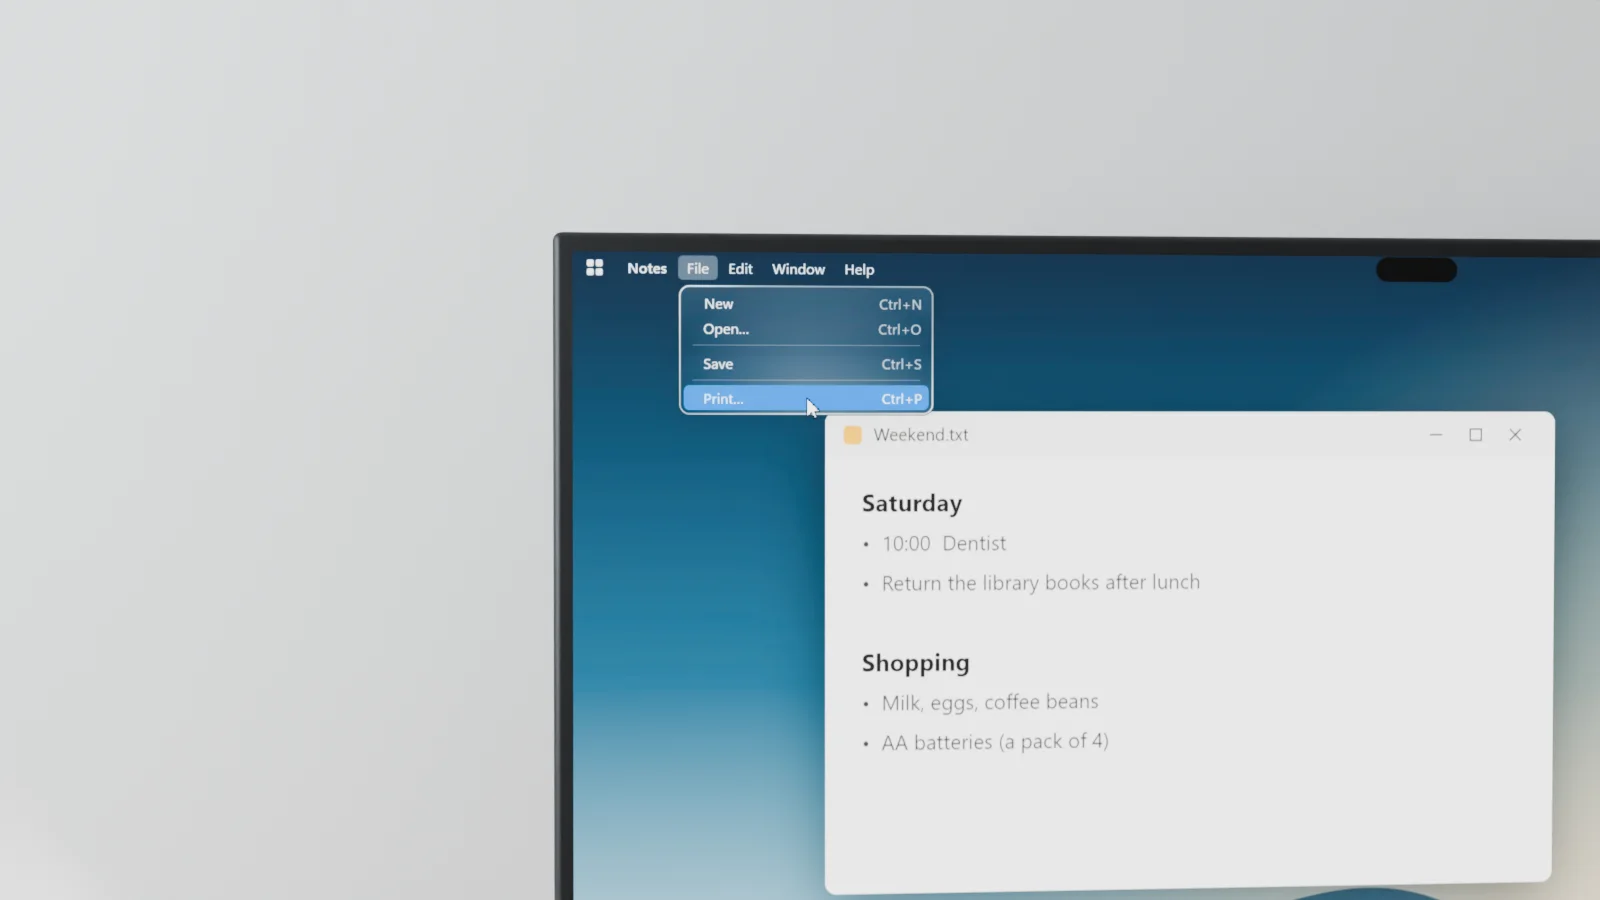 Notes File Edit Window Help
New Ctrl+N
Open... Ctrl+O
Save Ctrl+S
Print... Ctrl+P
Weekend.txt
Saturday
• 10:00 Dentist
• Return the library books after lunch
Shopping
• Milk, eggs, coffee beans
• AA batteries (a pack of 4)